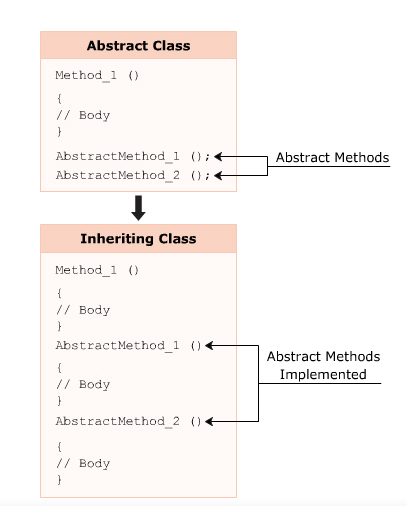 Abstract Class
Method_1 ()
{
// Body
}
AbstractMethod_1 ();
AbstractMethod_2 ();
Abstract Methods
Inheriting Class
Method_1 ()
{
// Body
}
AbstractMethod_1 ()
{
// Body
}
AbstractMethod_2 ()
{
// Body
}
Abstract Methods
Implemented